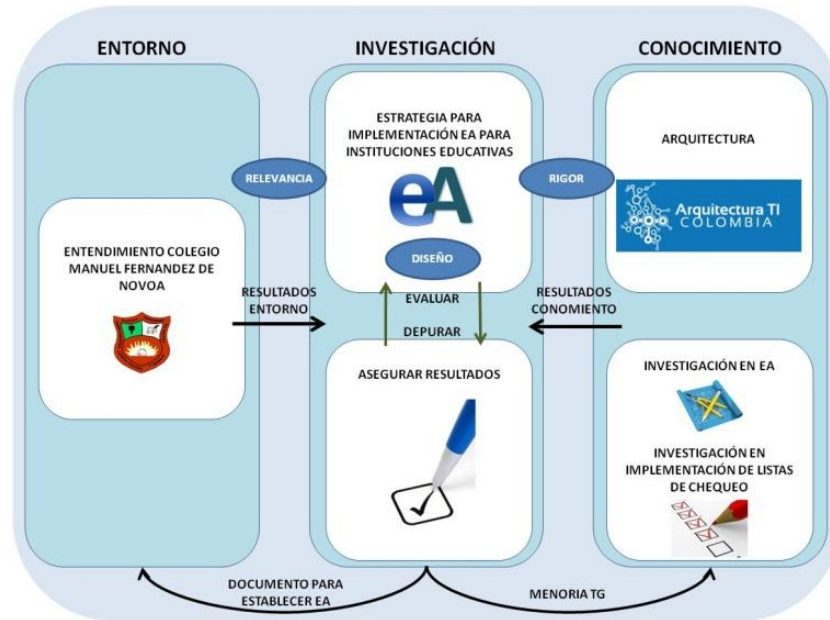 ENTORNO
INVESTIGACIÓN
CONOCIMIENTO
ESTRATEGIA PARA
IMPLEMENTACIÓN EA PARA
INSTITUCIONES EDUCATIVAS
eA
ARQUITECTURA
Arquitectura TI
COLOMBIA
RELEVANCIA
RIGOR
DISEÑO
ENTENDIMIENTO COLEGIO
MANUEL FERNANDEZ DE
NOVOA
RESULTADOS
ENTORNO
EVALUAR
DEPURAR
RESULTADOS
CONOMIENTO
ASEGURAR RESULTADOS
INVESTIGACIÓN EN EA
INVESTIGACIÓN EN
IMPLEMENTACIÓN DE LISTAS
DE CHEQUEO
DOCUMENTO PARA
ESTABLECER EA
MENORIA TG